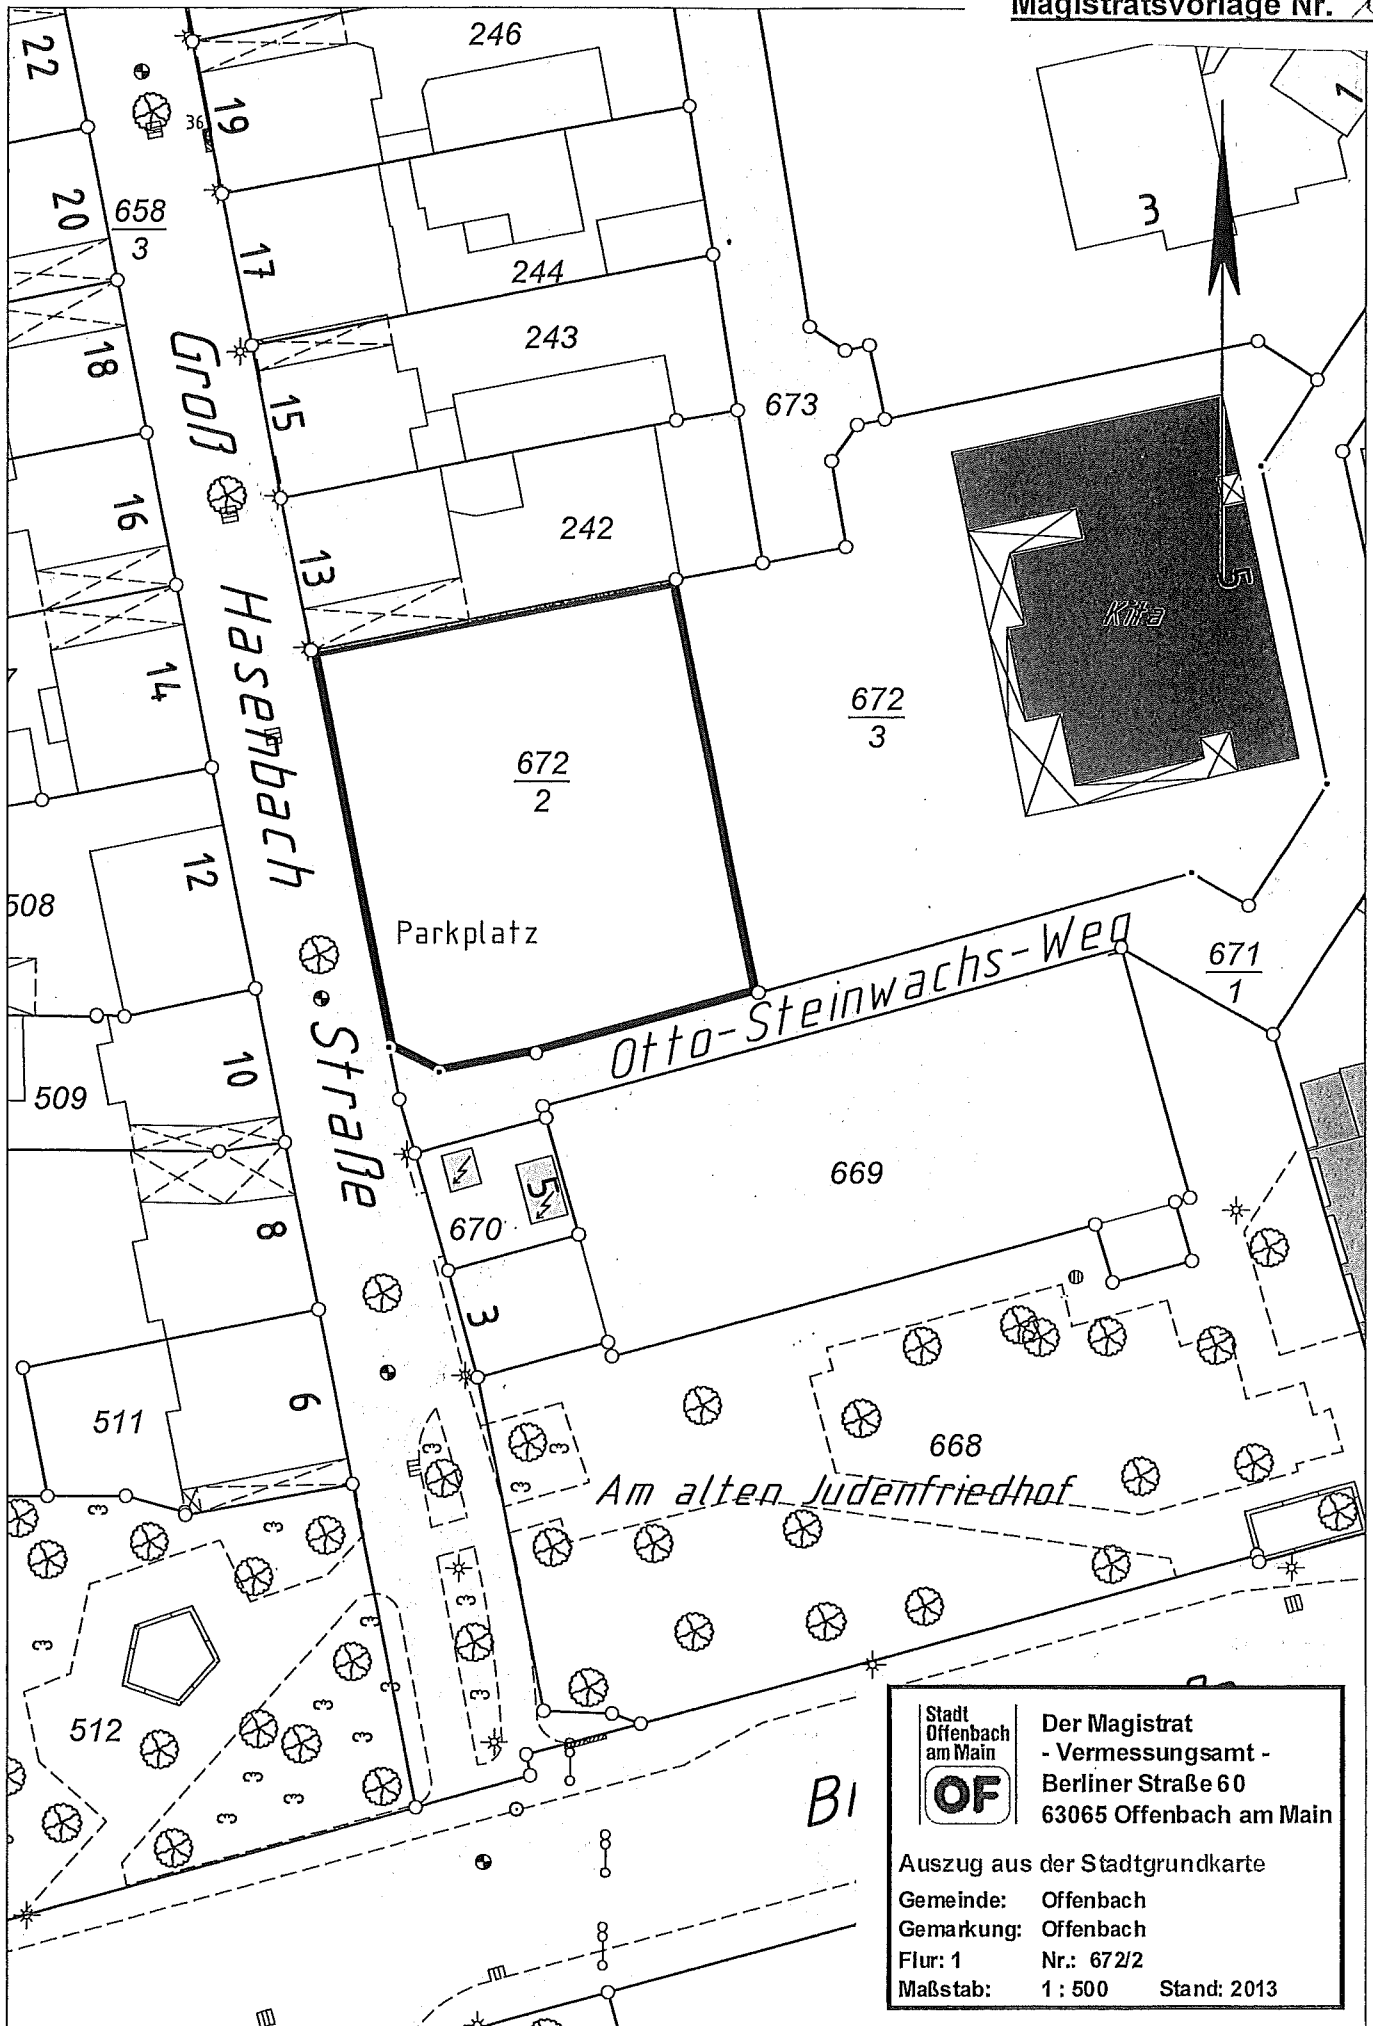 Magistratsvorlage Nr.
22
246
19
36
1
20
658
3
3
17
244
243
18
15
673
Groß Hasenbach Straße
16
242
13
Kita
14
672
3
672
2
12
508
Parkplatz
Otto-Steinwachs-Weg
671
1
10
509
5
669
670
8
3
6
511
668
Am alten Judenfriedhof
512
Stadt
Offenbach
am Main
OF
Der Magistrat
- Vermessungsamt -
Berliner Straße 60
63065 Offenbach am Main
Auszug aus der Stadtgrundkarte
Gemeinde: Offenbach
Gemarkung: Offenbach
Flur: 1 Nr.: 672/2
Maßstab: 1 : 500 Stand: 2013